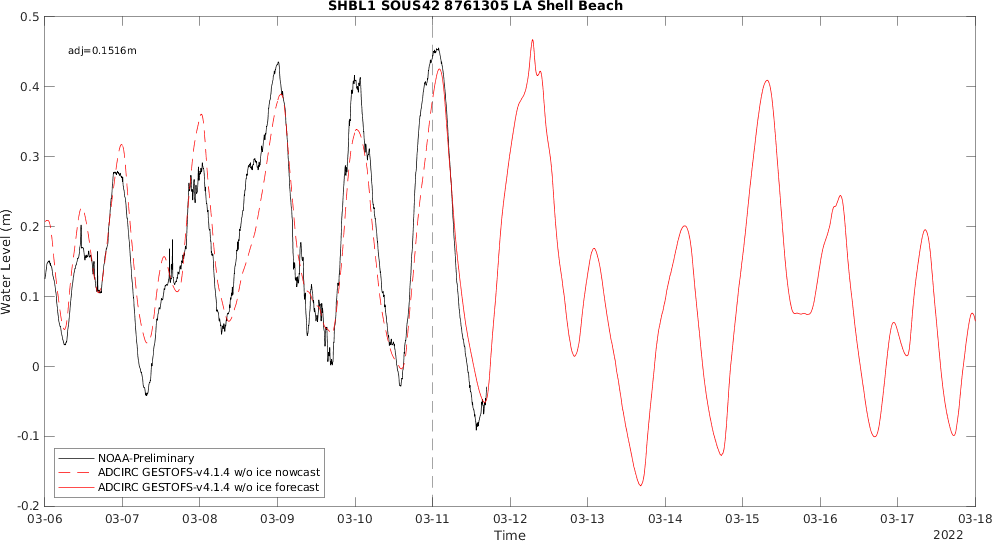 SHBL1 SOUS42 8761305 LA Shell Beach
adj=0.1516m
0.5
0.4
0.3
0.2
0.1
0
-0.1
-0.2
Water Level (m)
NOAA-Preliminary
ADCIRC GESTOFS-v4.1.4 w/o ice nowcast
ADCIRC GESTOFS-v4.1.4 w/o ice forecast
03-06 03-07 03-08 03-09 03-10 03-11 03-12 03-13 03-14 03-15 03-16 03-17 03-18
Time
2022